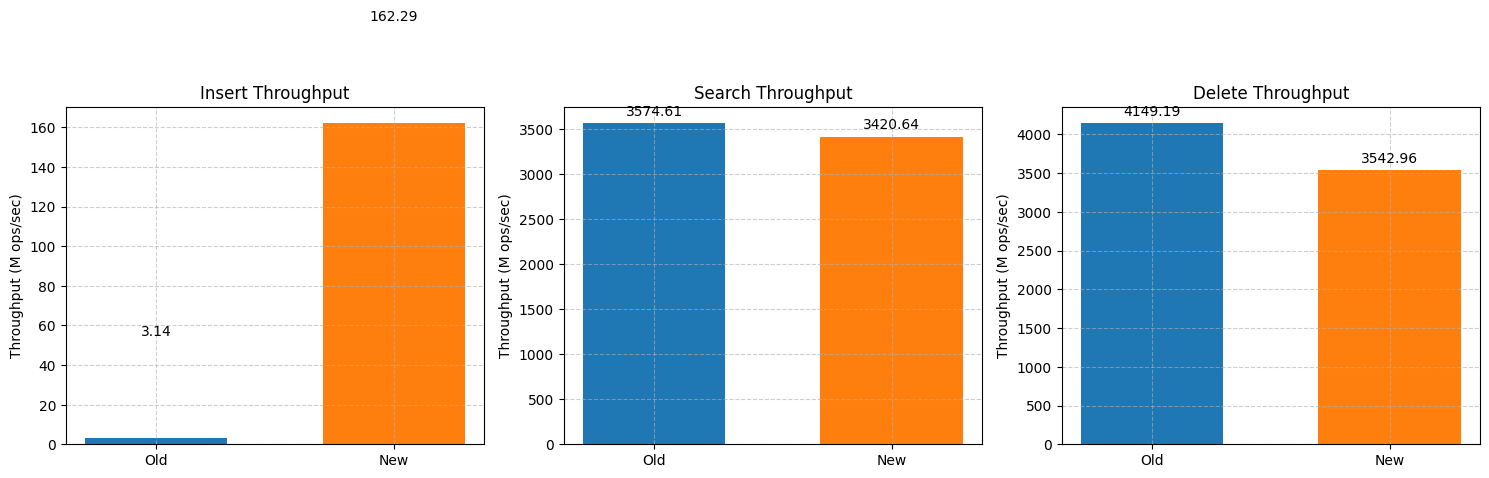 162.29
Insert Throughput
Throughput (M ops/sec)
160
140
120
100
80
60
40
20
0
3.14
Old
New
Search Throughput
Throughput (M ops/sec)
3500
3000
2500
2000
1500
1000
500
0
3574.61
3420.64
Old
New
Delete Throughput
Throughput (M ops/sec)
4000
3500
3000
2500
2000
1500
1000
500
0
4149.19
3542.96
Old
New